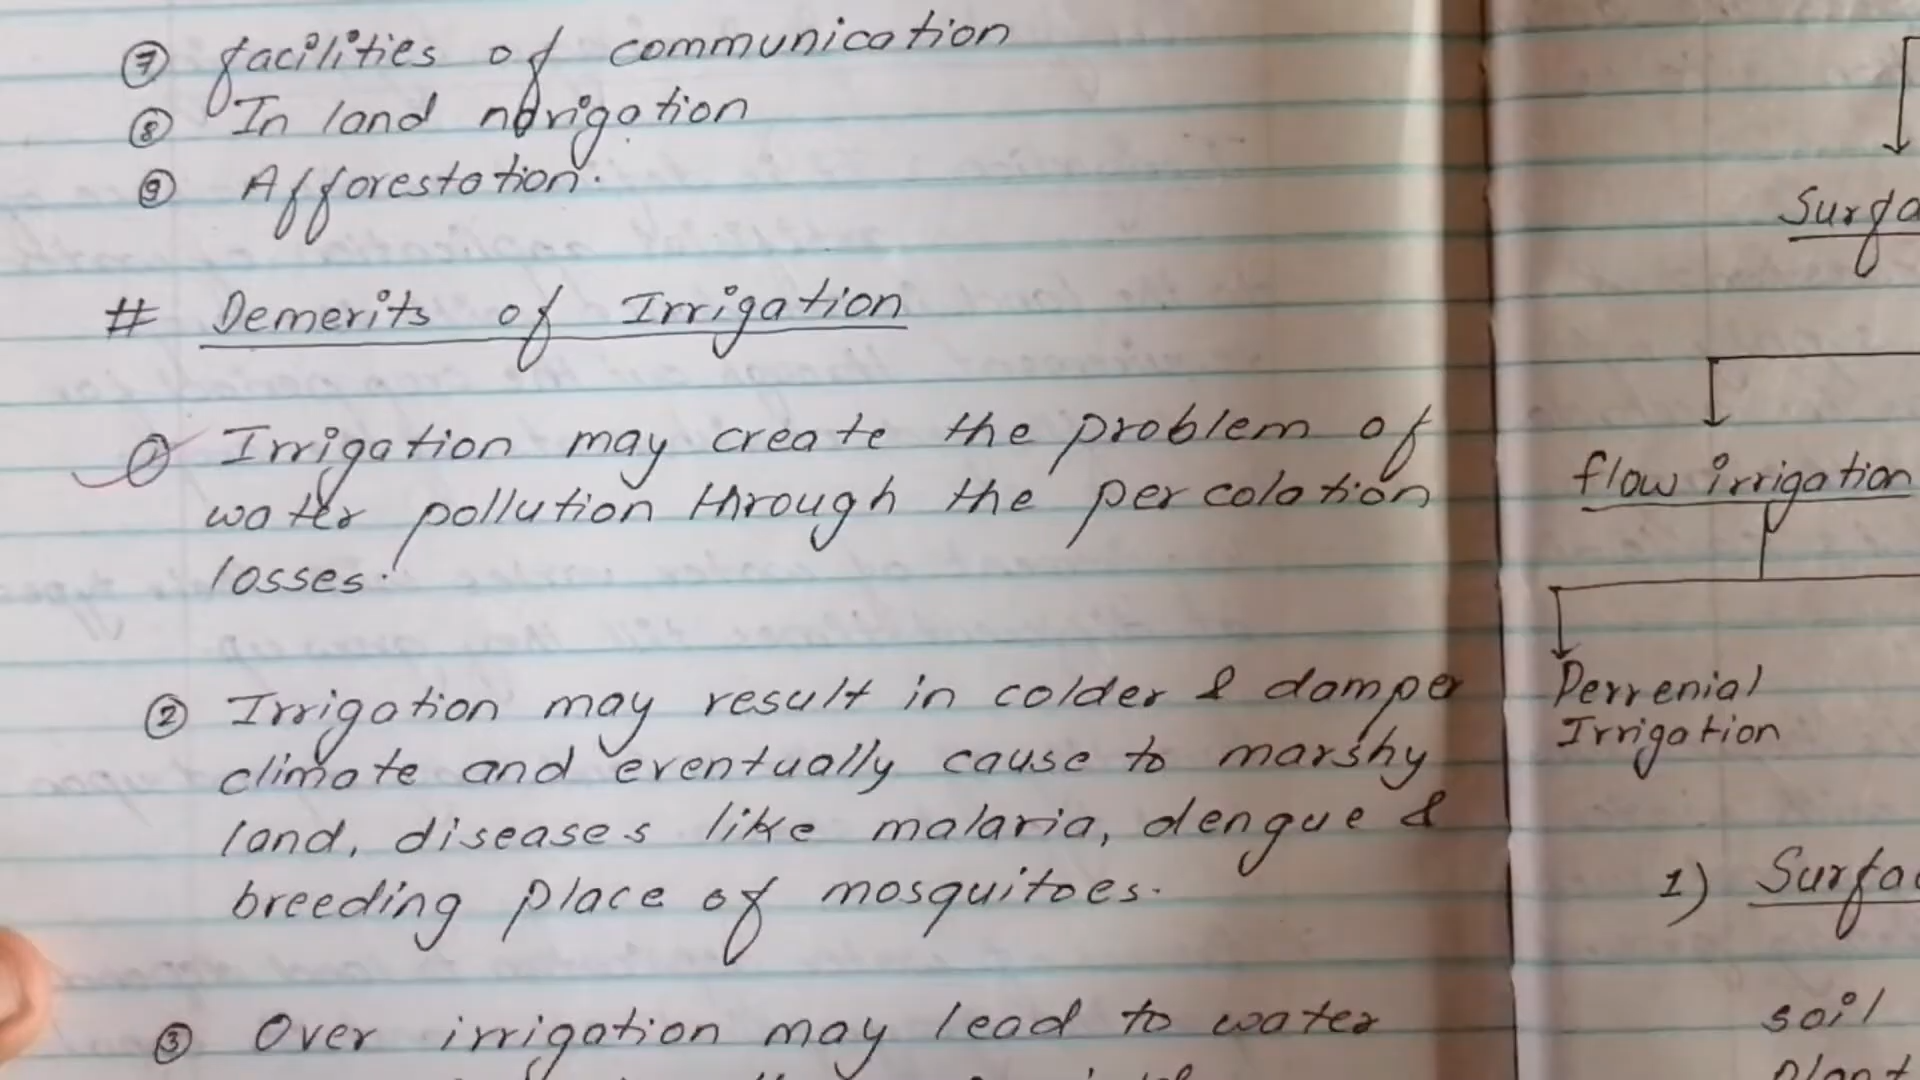 ⑦ facilities of communication
⑧ In land navigation
⑨ Afforestation.
# Demerits of Irrigation
① Irrigation may create the problem of
water pollution through the percolation
losses.
② Irrigation may result in colder & damper
climate and eventually cause to marshy
land, diseases like malaria, dengue &
breeding place of mosquitoes.
③ Over irrigation may lead to water
Surfa
flow irrigation
Perrenial
Irrigation
1) Surfac
soil
plant